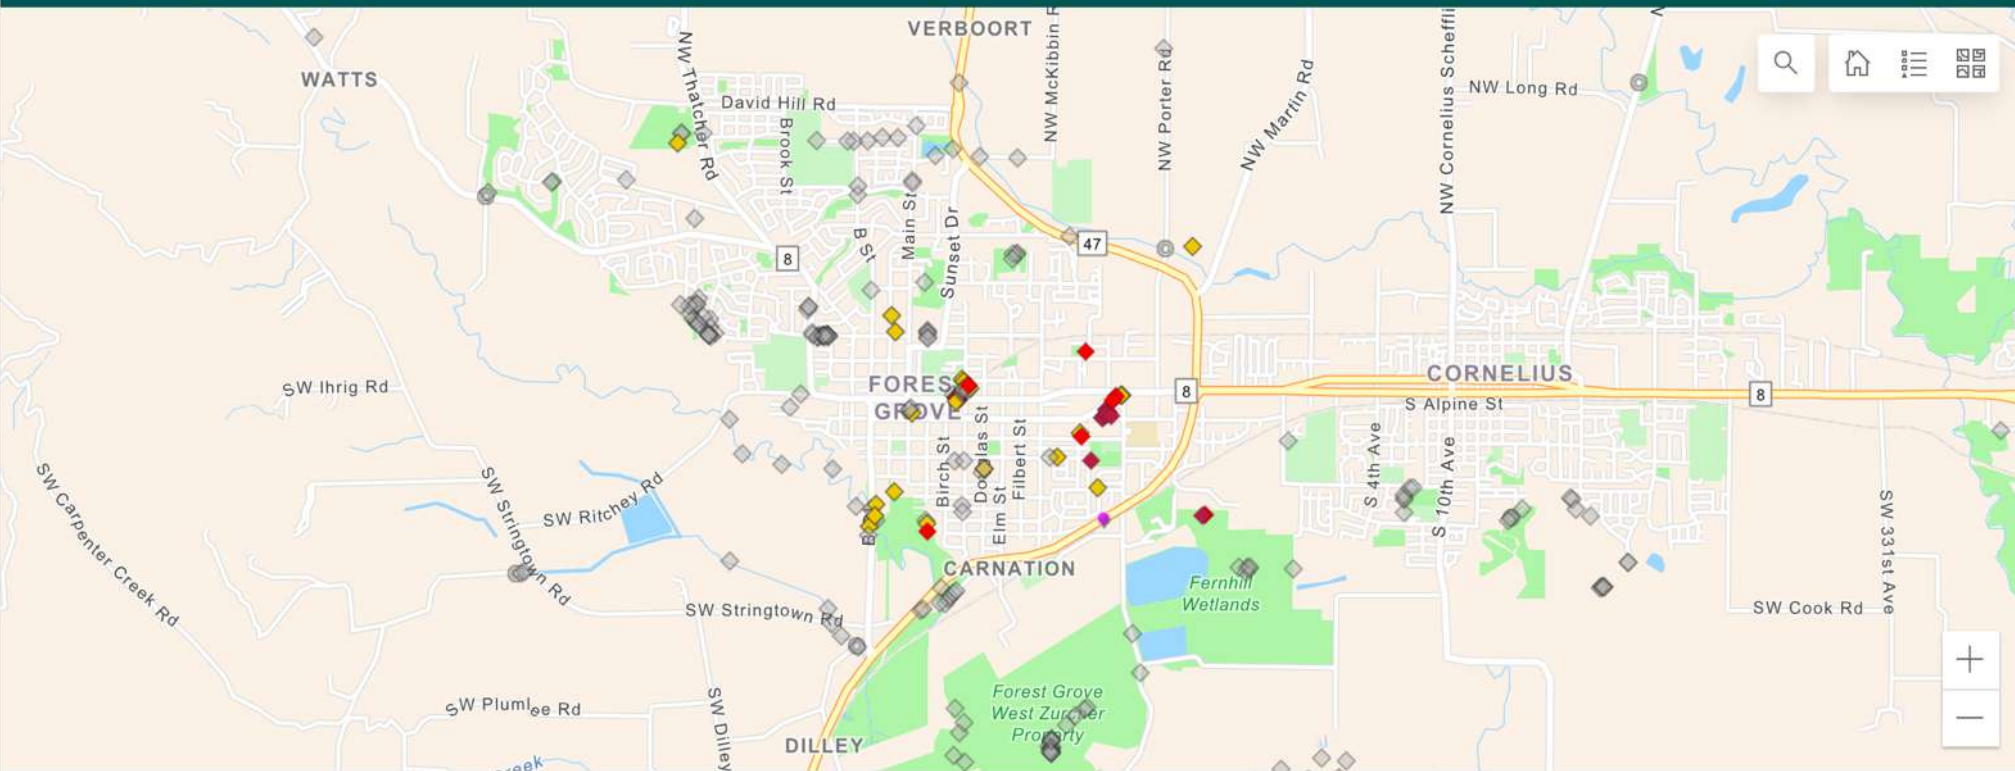 VERBOORT
WATTS
NW Thatcher Rd
David Hill Rd
Brook St
NW McKibbin R
NW Porter Rd
NW Martin Rd
NW Cornelius Scheffli
NW Long Rd
Main St
Sunset Dr
B St
47
8
SW Ihrig Rd
FORES
GROVE
8
CORNELIUS
8
S Alpine St
SW Carpenter Creek Rd
SW Stringtown Rd
SW Ritchey Rd
Birch St
Douglas St
Filbert St
Elm St
S 4th Ave
S 10th Ave
SW 331st Ave
CARNATION
Fernhill
Wetlands
SW Stringtown Rd
SW Cook Rd
SW Plumlee Rd
SW Dilley
DILLEY
Forest Grove
West Zurcher
Property
reek
+
−